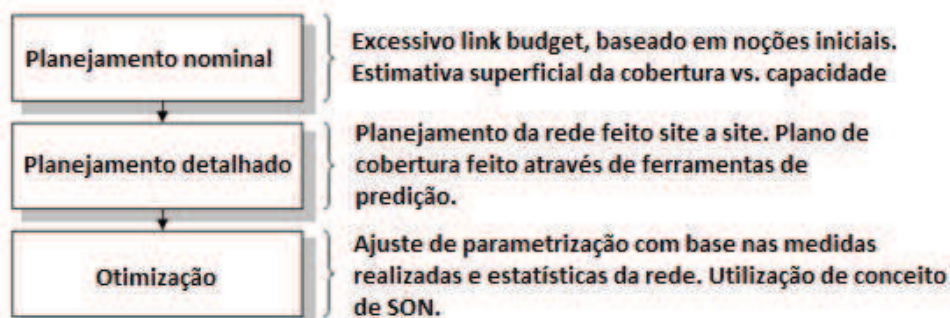 Planejamento nominal
Excessivo link budget, baseado em noções iniciais.
Estimativa superficial da cobertura vs. capacidade
Planejamento detalhado
Planejamento da rede feito site a site. Plano de
cobertura feito através de ferramentas de
predição.
Otimização
Ajuste de parametrização com base nas medidas
realizadas e estatísticas da rede. Utilização de conceito
de SON.